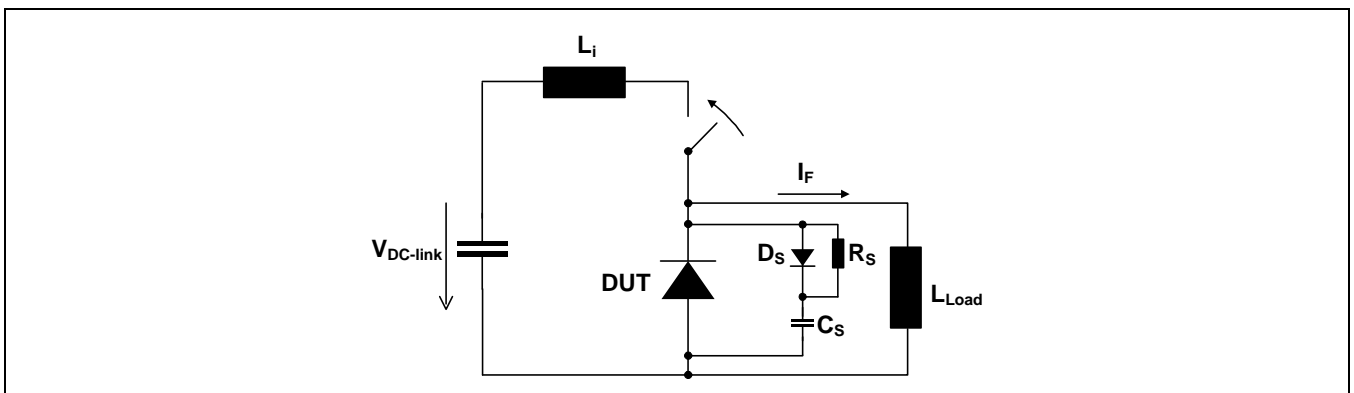 Li
IF
VDC-link
DUT
DS
RS
CS
LLoad